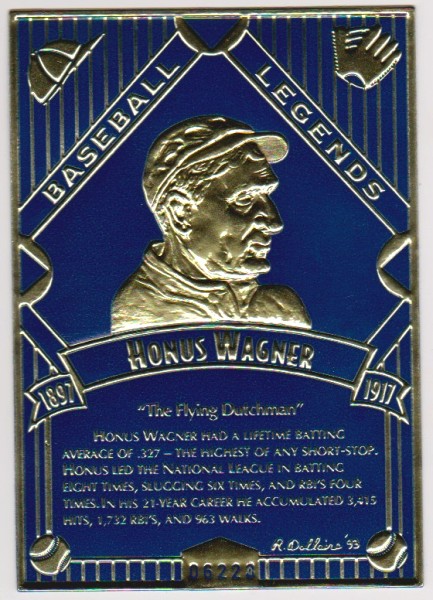 BASEBALL LEGENDS
HONUS WAGNER
1897 1917
"The Flying Dutchman"
HONUS WAGNER HAD A LIFETIME BATTING
AVERAGE OF .327 – THE HIGHEST OF ANY SHORT-STOP.
HONUS LED THE NATIONAL LEAGUE IN BATTING
EIGHT TIMES, SLUGGING SIX TIMES, AND RBI'S FOUR
TIMES. IN HIS 21-YEAR CAREER HE ACCUMULATED 3,415
HITS, 1,732 RBI'S, AND 963 WALKS.
R. Dallaire '93